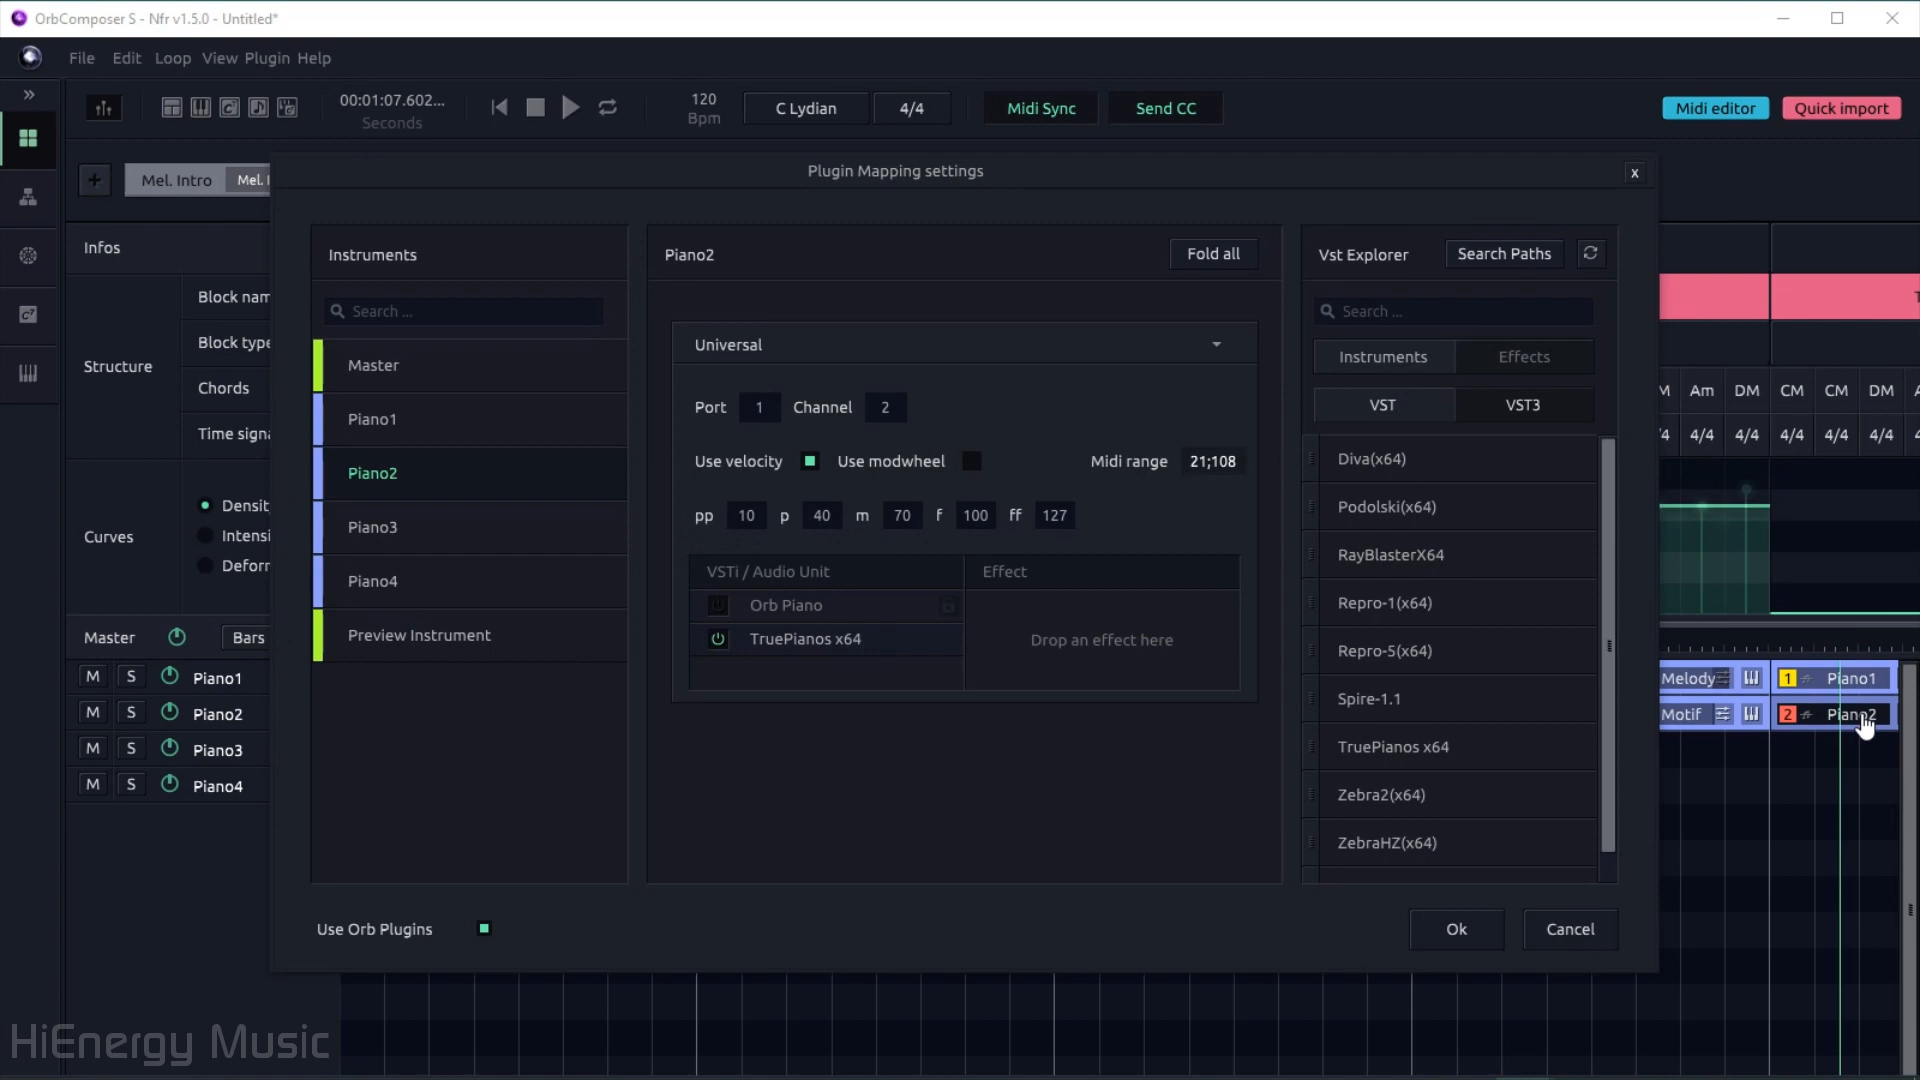 OrbComposer S - Nfr v1.5.0 - Untitled*
File Edit Loop View Plugin Help
00:01:07.602...
Seconds
120
Bpm
C Lydian
4/4
Midi Sync
Send CC
Midi editor
Quick import
Mel. Intro
Mel. I
Plugin Mapping settings
x
Infos
Structure
Block nam
Block type
Chords
Time signa
Curves
Densit
Intensi
Deforr
Instruments
Search ...
Master
Piano1
Piano2
Piano3
Piano4
Preview Instrument
Piano2
Fold all
Universal
Port 1 Channel 2
Use velocity Use modwheel Midi range 21;108
pp 10 p 40 m 70 f 100 ff 127
VSTi / Audio Unit Effect
Orb Piano
TruePianos x64
Drop an effect here
Vst Explorer
Search Paths
Search ...
Instruments Effects
VST VST3
Diva(x64)
Podolski(x64)
RayBlasterX64
Repro-1(x64)
Repro-5(x64)
Spire-1.1
TruePianos x64
Zebra2(x64)
ZebraHZ(x64)
Use Orb Plugins
Ok
Cancel
M Am DM CM CM DM A
/4 4/4 4/4 4/4 4/4 4/4 4
Master
Bars
M S Piano1
M S Piano2
M S Piano3
M S Piano4
Melody 1 Piano1
Motif 2 Piano2
HiEnergy Music